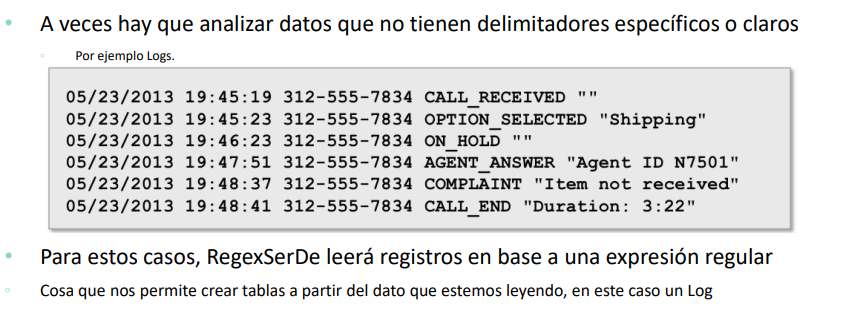 A veces hay que analizar datos que no tienen delimitadores específicos o claros
Por ejemplo Logs.
05/23/2013 19:45:19 312-555-7834 CALL_RECEIVED ""
05/23/2013 19:45:23 312-555-7834 OPTION_SELECTED "Shipping"
05/23/2013 19:46:23 312-555-7834 ON_HOLD ""
05/23/2013 19:47:51 312-555-7834 AGENT_ANSWER "Agent ID N7501"
05/23/2013 19:48:37 312-555-7834 COMPLAINT "Item not received"
05/23/2013 19:48:41 312-555-7834 CALL_END "Duration: 3:22"
Para estos casos, RegexSerDe leerá registros en base a una expresión regular
Cosa que nos permite crear tablas a partir del dato que estemos leyendo, en este caso un Log